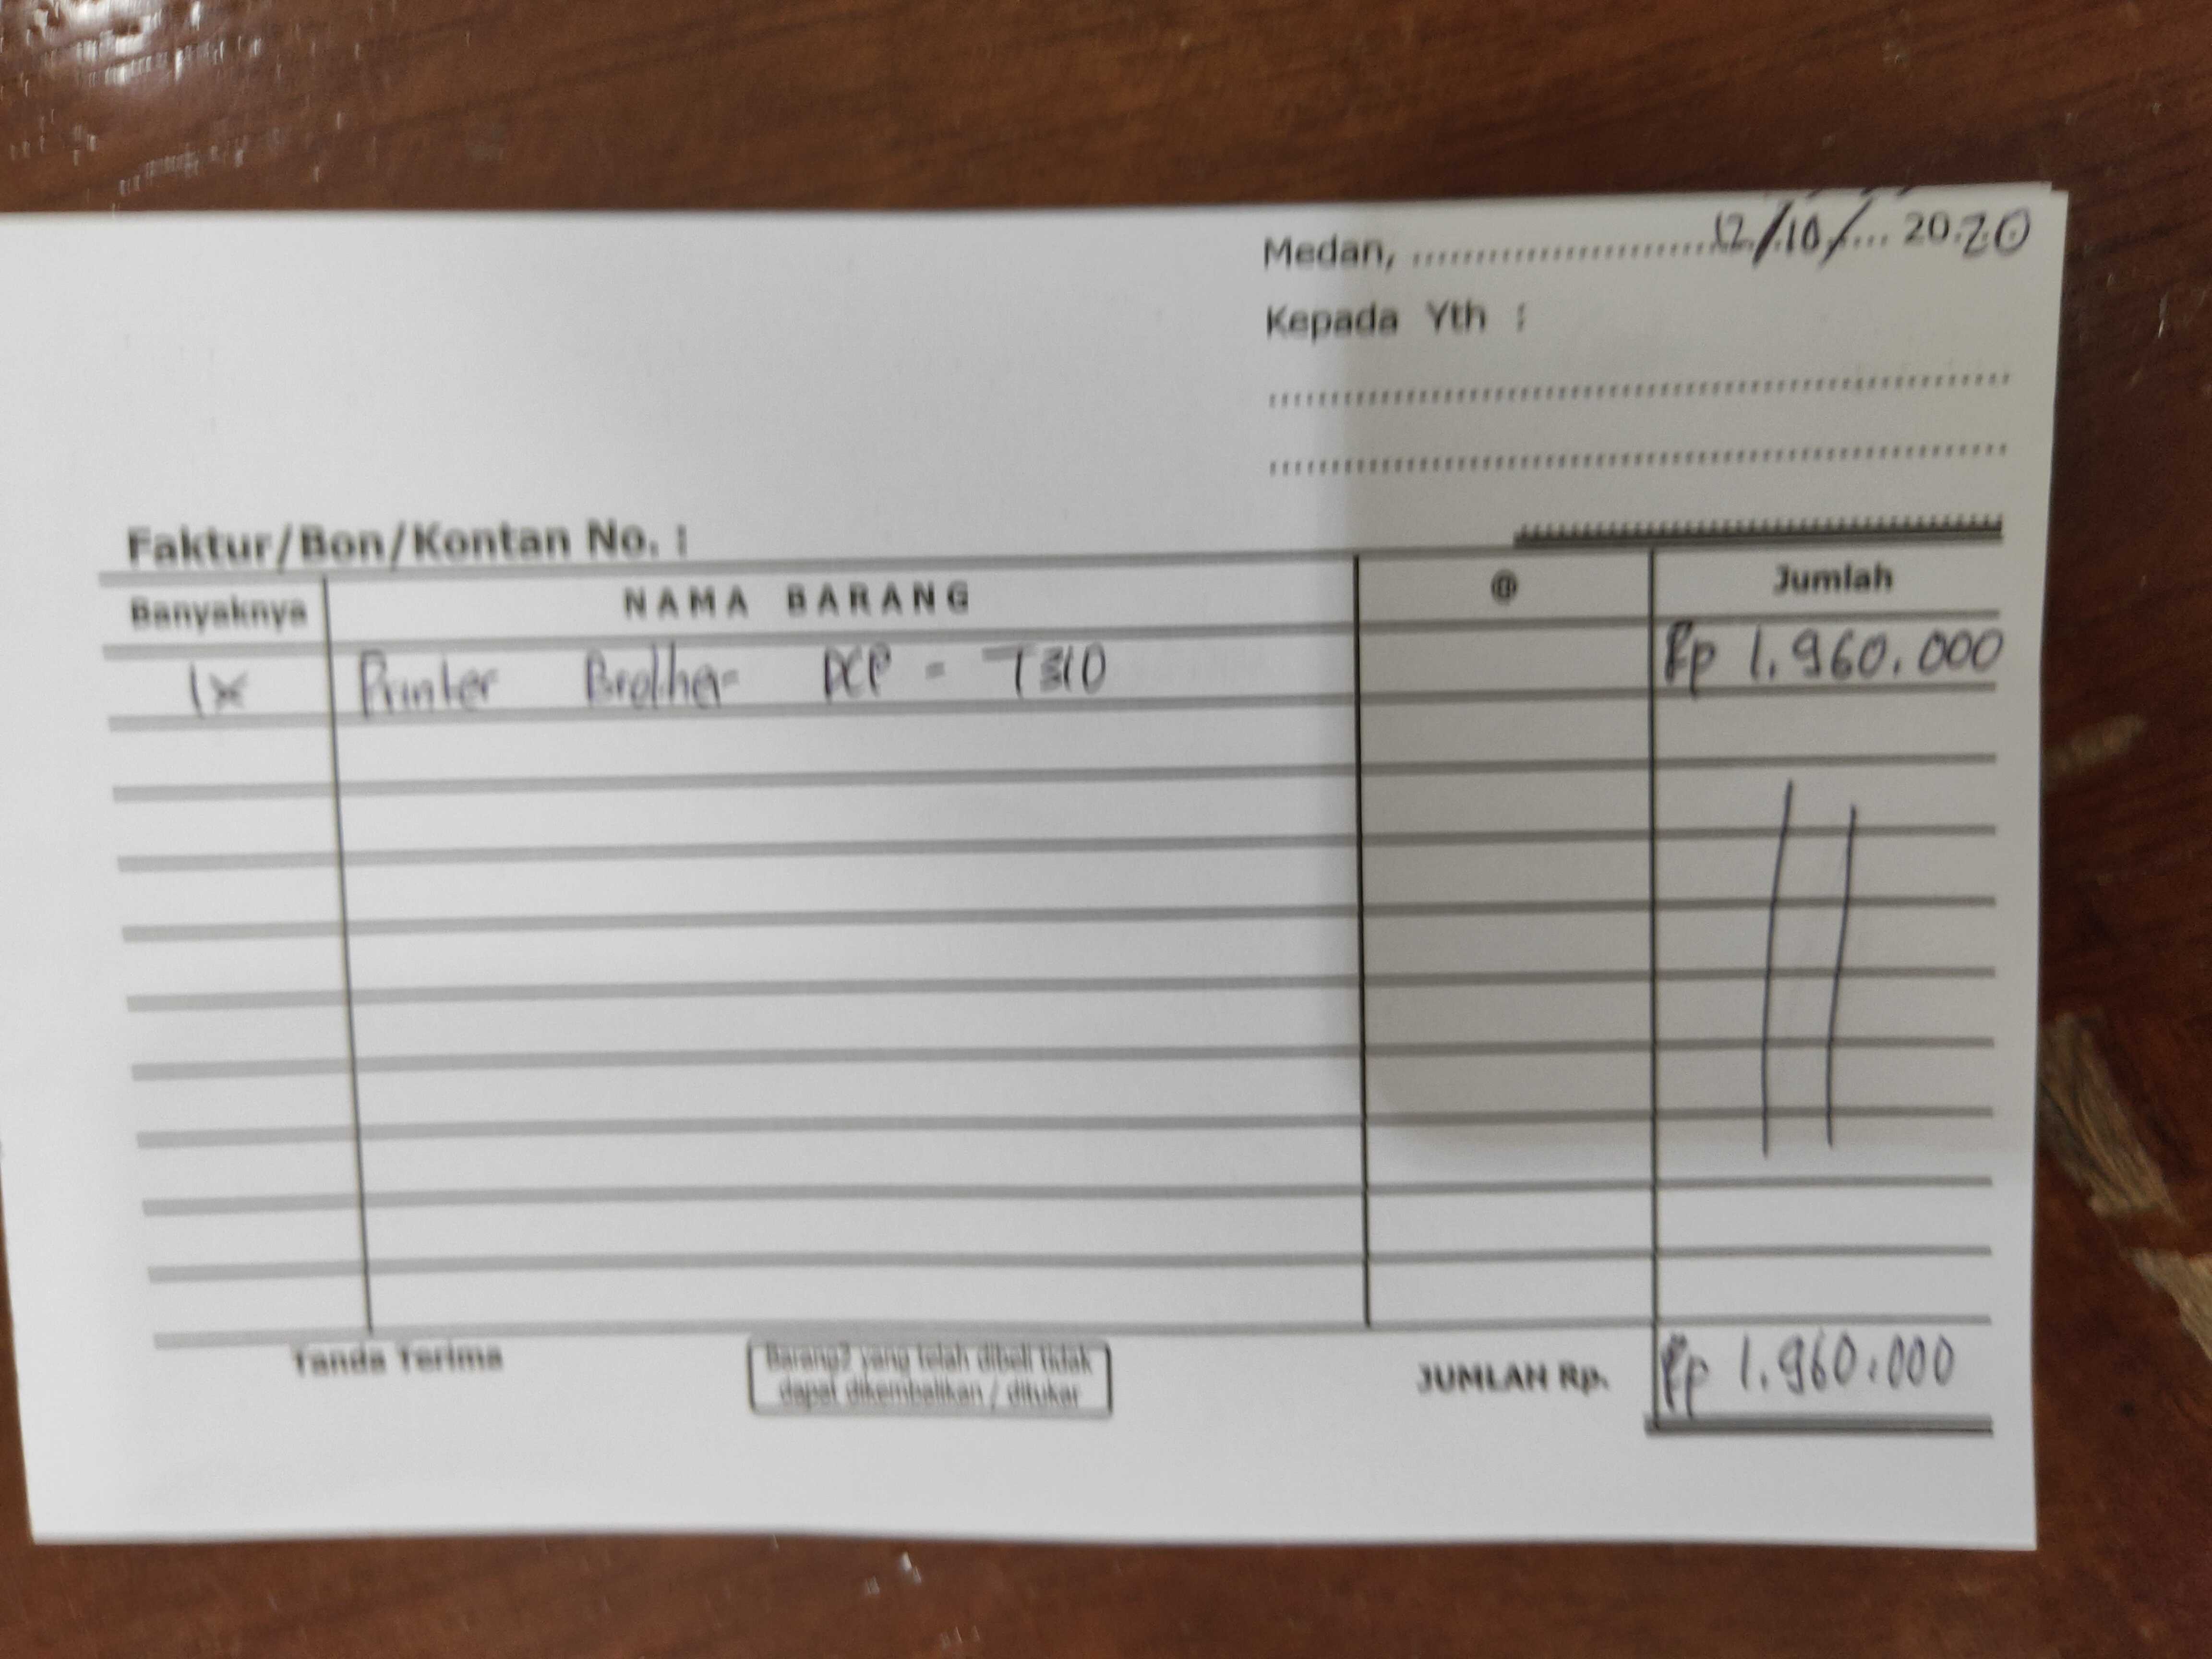 Medan, ........................ 12/10/.... 20.20
Kepada Yth :
Faktur/Bon/Kontan No. :
Banyaknya NAMA BARANG @ Jumlah
1x Printer Brother DCP - T310 Rp 1.960.000
Tanda Terima Barang2 yang telah dibeli tidak JUMLAH Rp. Rp 1.960.000
dapat dikembalikan / ditukar